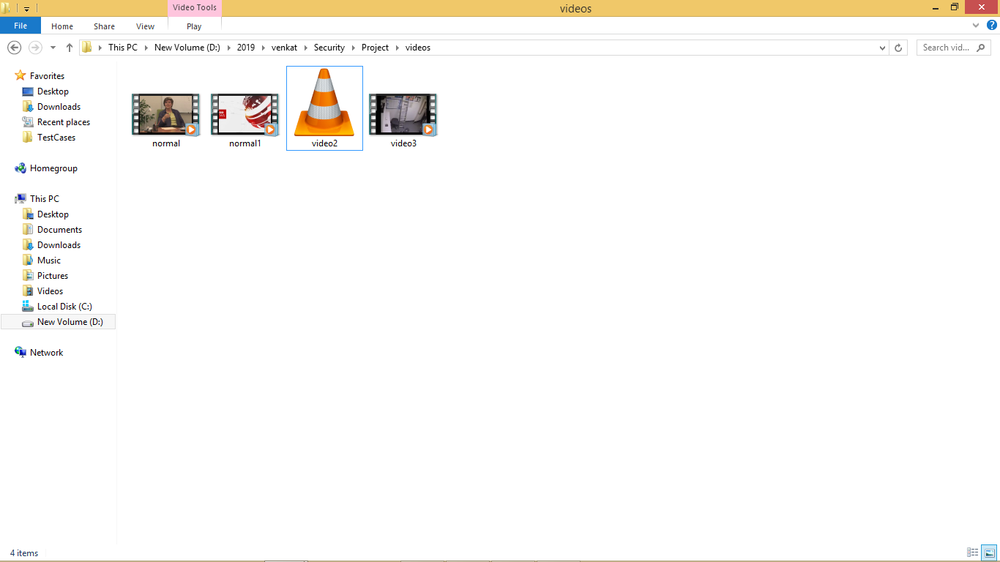 Video Tools
videos
File
Home
Share
View
Play
This PC
New Volume (D:)
2019
venkat
Security
Project
videos
Search vid...
Favorites
Desktop
Downloads
Recent places
TestCases
Homegroup
This PC
Desktop
Documents
Downloads
Music
Pictures
Videos
Local Disk (C:)
New Volume (D:)
Network
normal
normal1
video2
video3
4 items